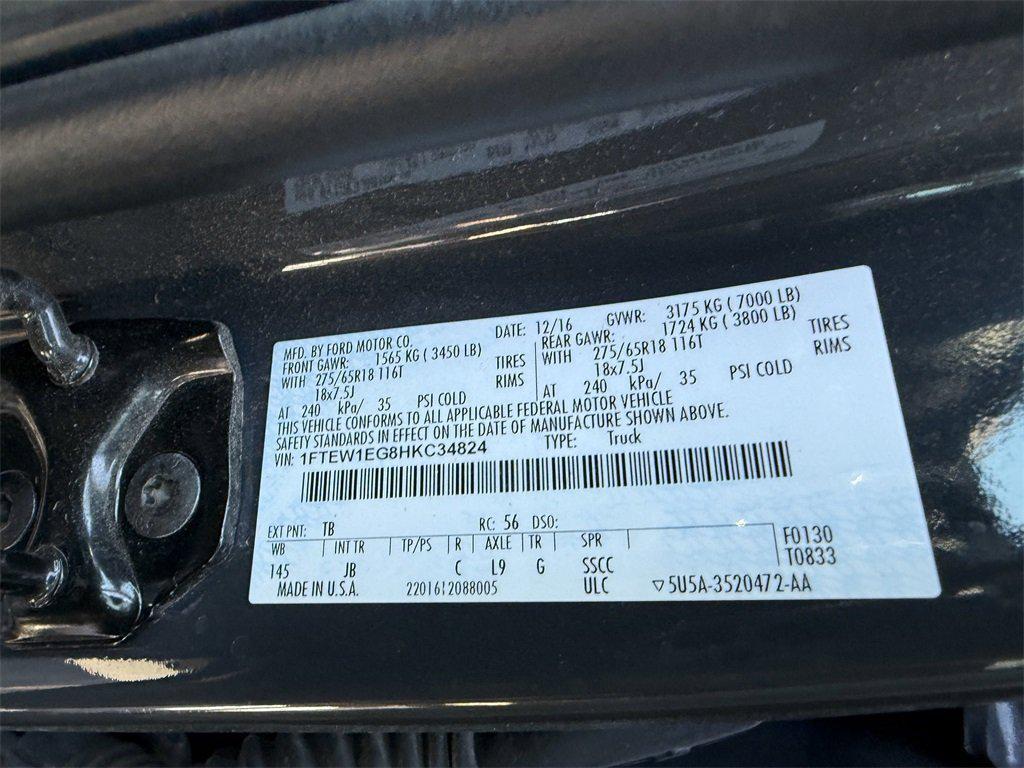 MFD. BY FORD MOTOR CO. DATE: 12/16 GVWR: 3175 KG ( 7000 LB)
FRONT GAWR: 1565 KG ( 3450 LB) REAR GAWR: 1724 KG ( 3800 LB)
WITH 275/65R18 116T TIRES WITH 275/65R18 116T TIRES
18x7.5J RIMS 18x7.5J RIMS
AT 240 kPa/ 35 PSI COLD AT 240 kPa/ 35 PSI COLD
THIS VEHICLE CONFORMS TO ALL APPLICABLE FEDERAL MOTOR VEHICLE
SAFETY STANDARDS IN EFFECT ON THE DATE OF MANUFACTURE SHOWN ABOVE.
VIN: 1FTEW1EG8HKC34824 TYPE: Truck
EXT PNT: TB RC: 56 DSO:
WB INT TR TP/PS R AXLE TR SPR F0130
145 JB C L9 G SSCC T0833
MADE IN U.S.A. 2201612088005 ULC ▽5U5A-3520472-AA